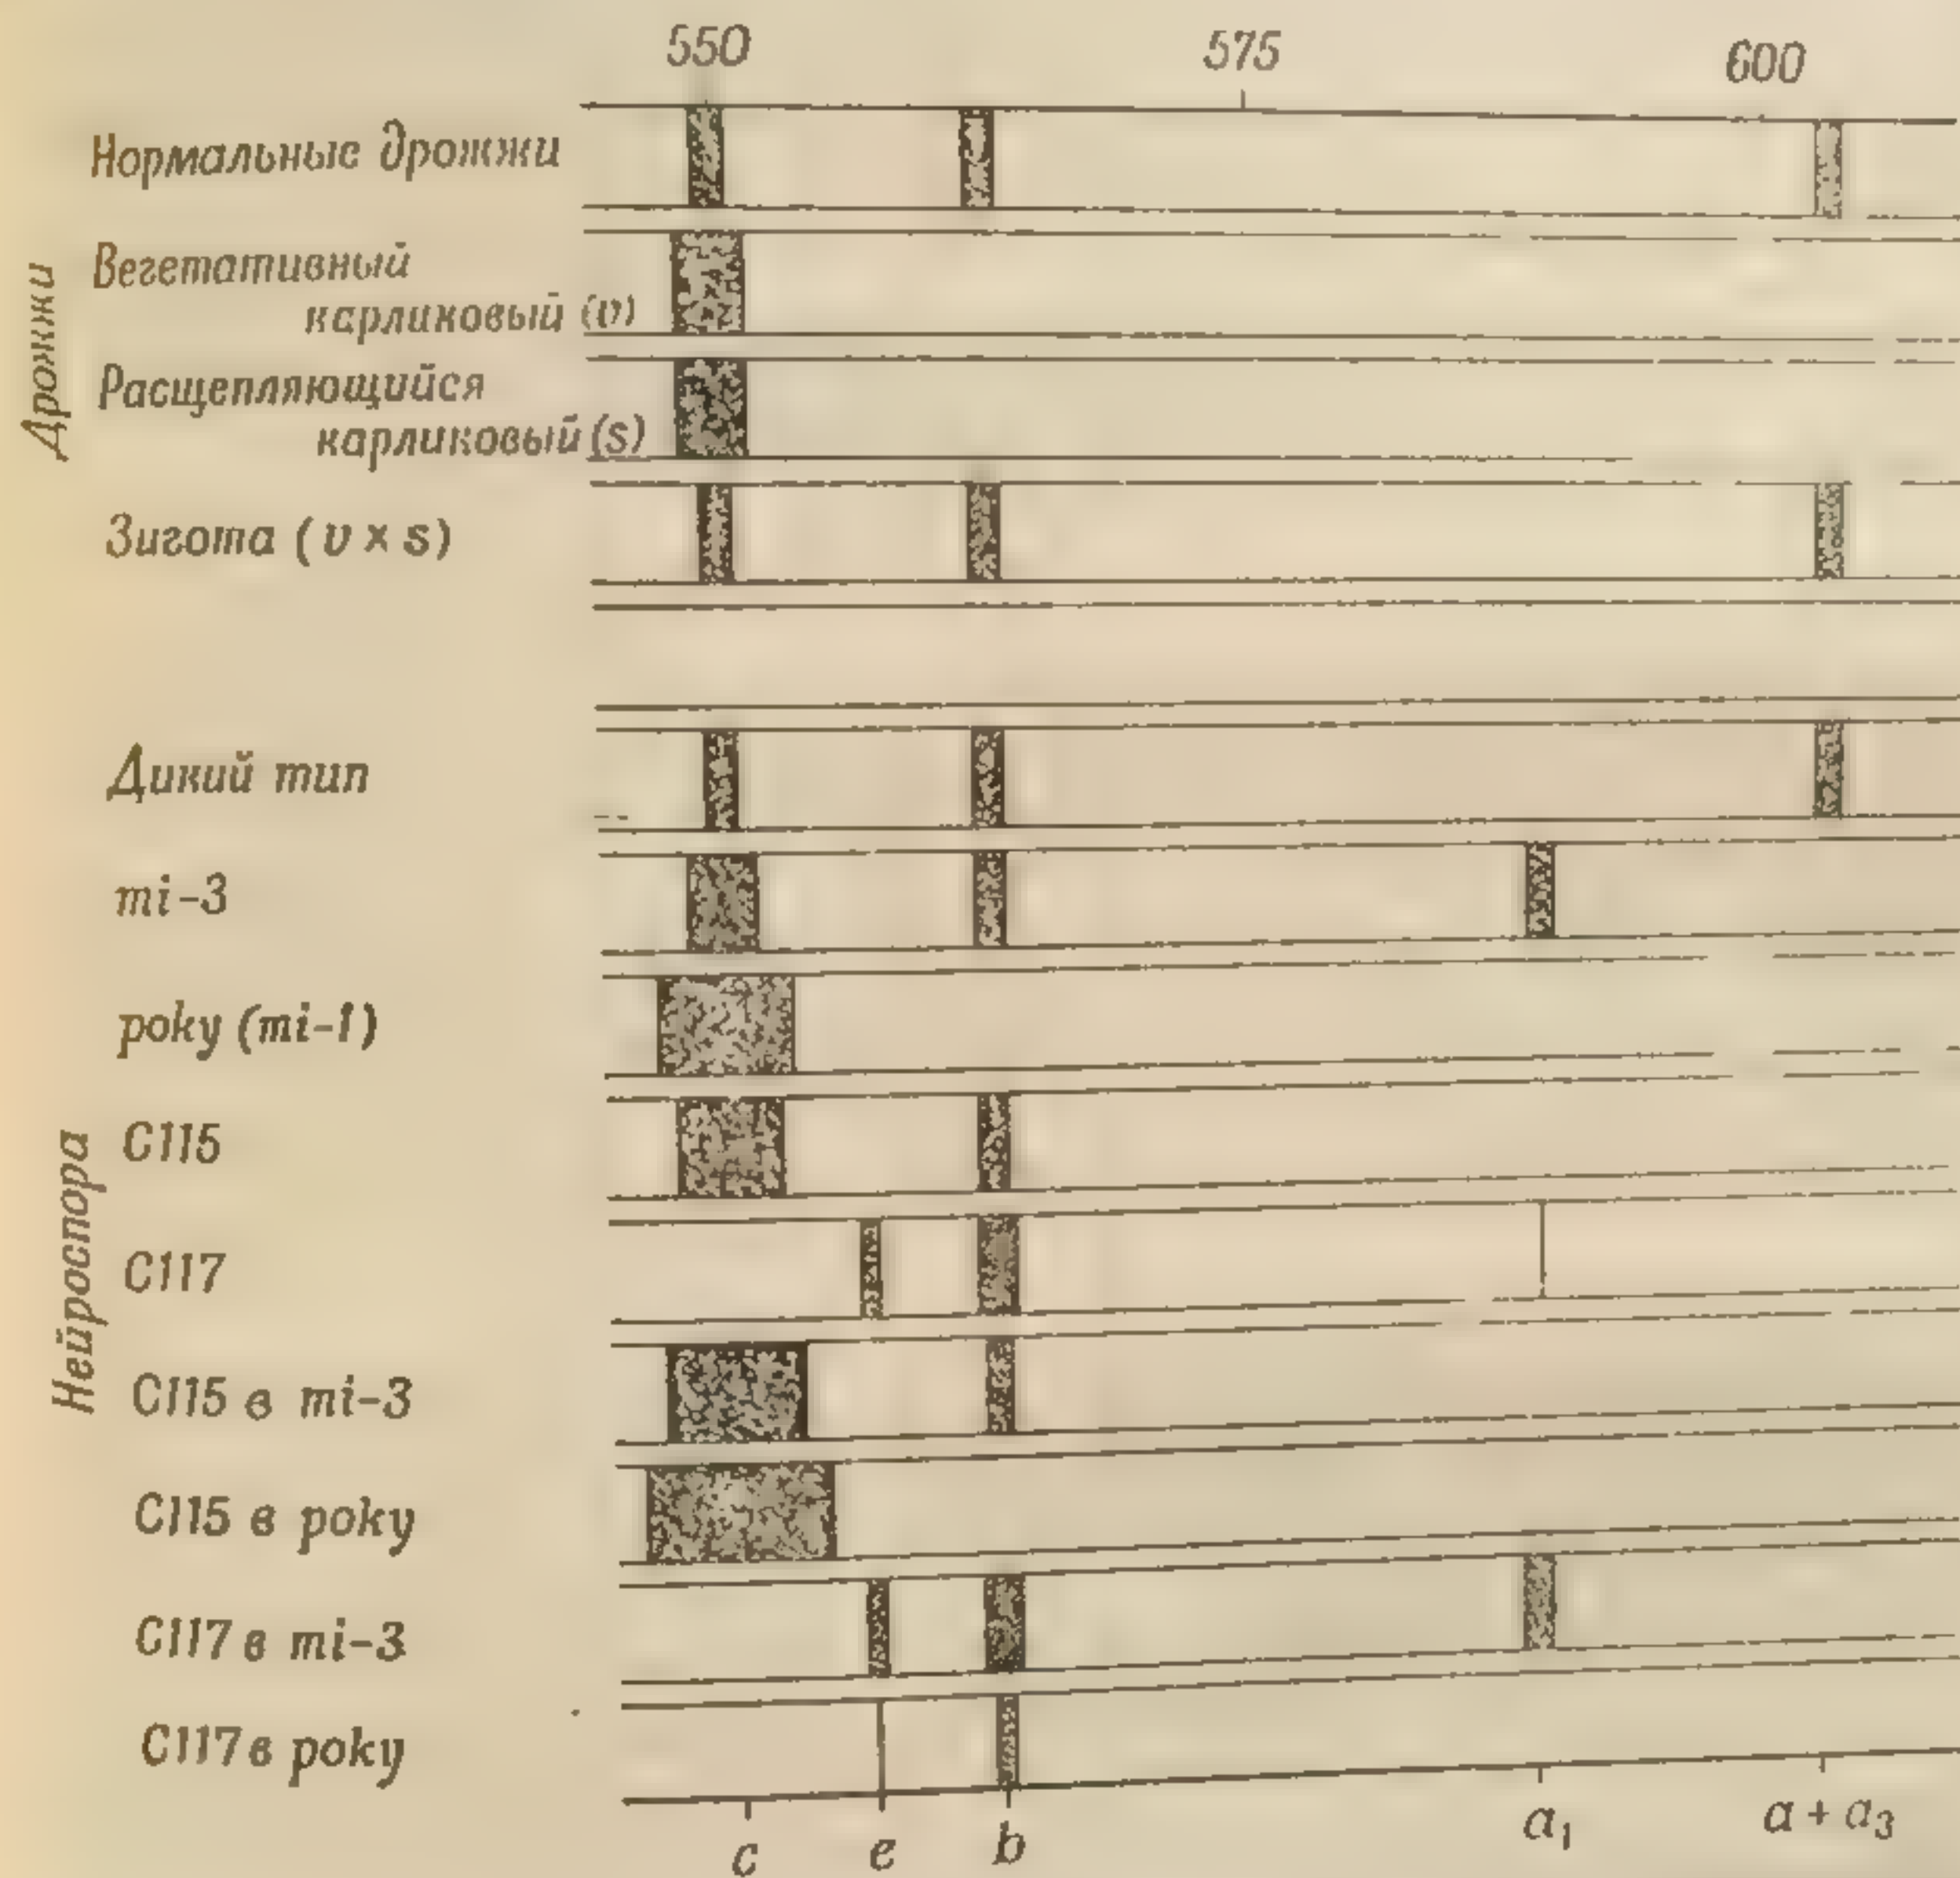 550 575 600
Дрожжи
Нормальные дрожжи
Вегетативный
карликовый (v)
Расщепляющийся
карликовый (s)
Зигота (v × s)
Нейроспора
Дикий тип
mi-3
poky (mi-1)
C115
C117
C115 в mi-3
C115 в poky
C117 в mi-3
C117 в poky
c e b a₁ a + a₃